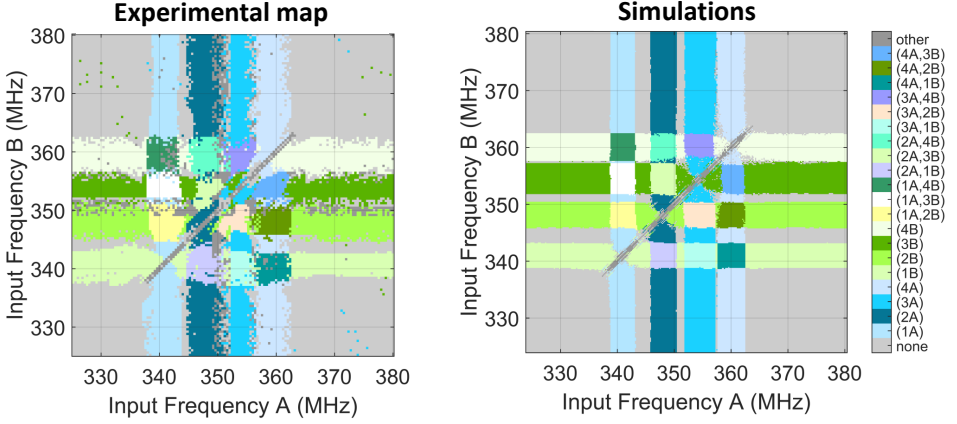 Experimental map
Simulations
Input Frequency B (MHz)
380
370
360
350
340
330
330 340 350 360 370 380
Input Frequency A (MHz)
Input Frequency B (MHz)
380
370
360
350
340
330
330 340 350 360 370 380
Input Frequency A (MHz)
other
(4A,3B)
(4A,2B)
(4A,1B)
(3A,4B)
(3A,2B)
(3A,1B)
(2A,4B)
(2A,3B)
(2A,1B)
(1A,4B)
(1A,3B)
(1A,2B)
(4B)
(3B)
(2B)
(1B)
(4A)
(3A)
(2A)
(1A)
none